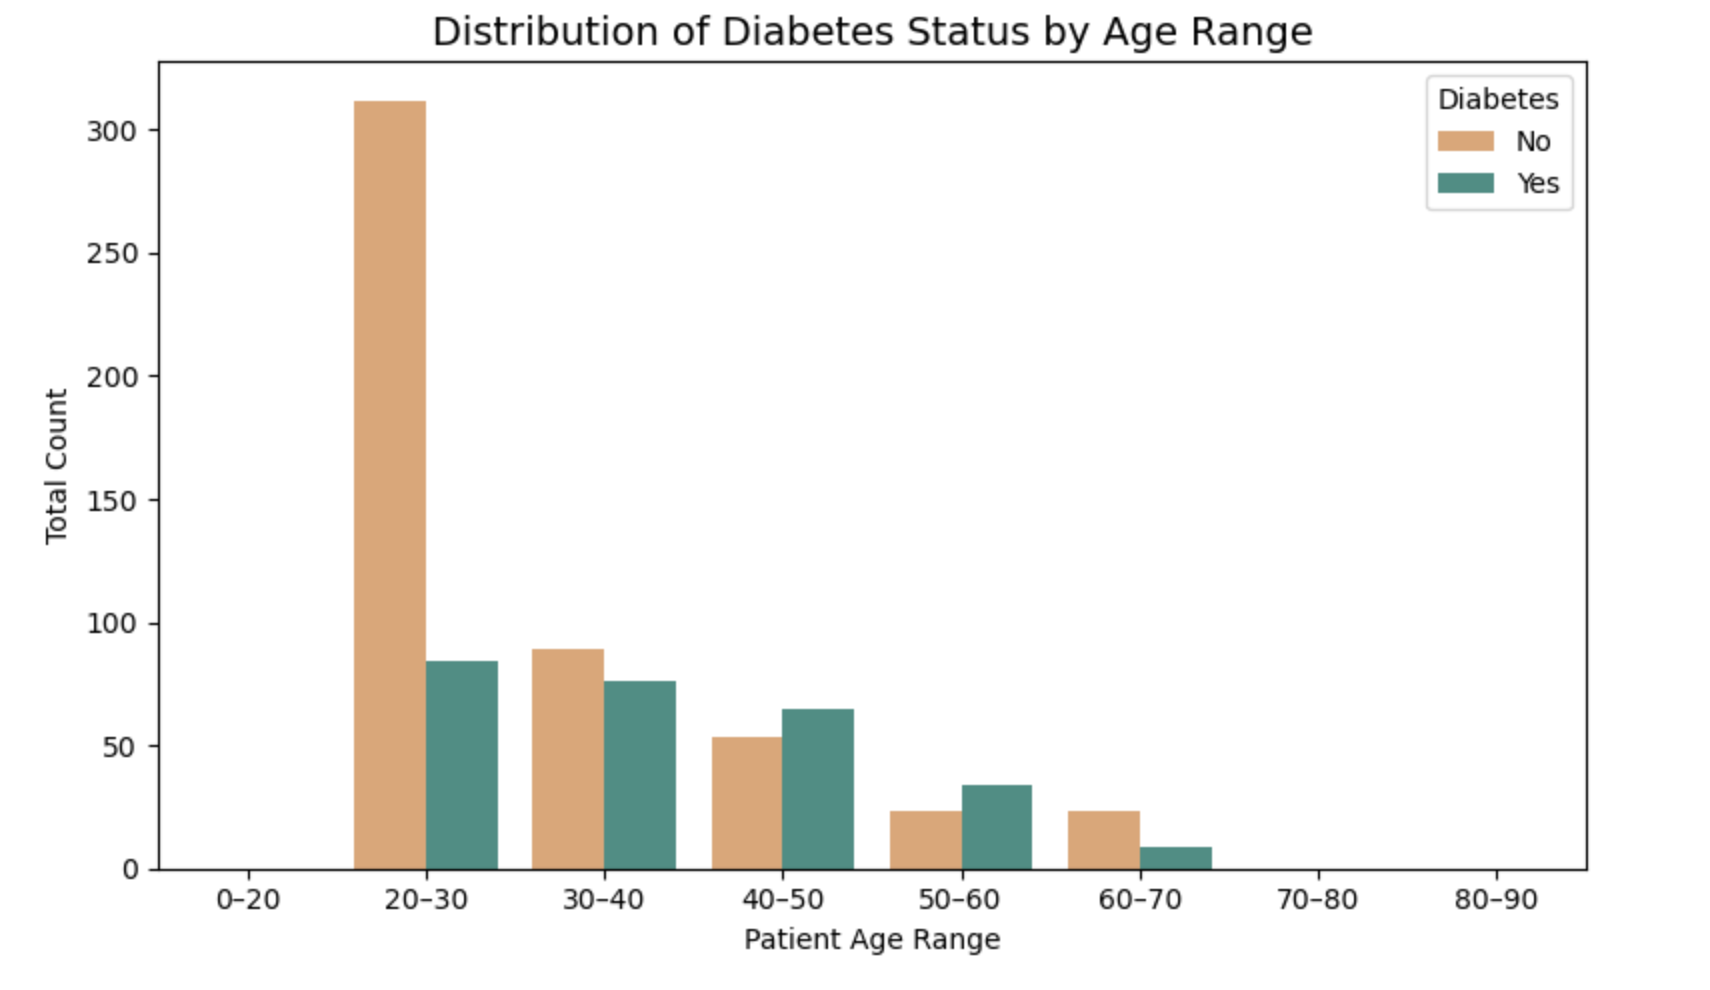 Distribution of Diabetes Status by Age Range
Diabetes
No
Yes
300
250
200
150
100
50
0
Total Count
0–20 20–30 30–40 40–50 50–60 60–70 70–80 80–90
Patient Age Range